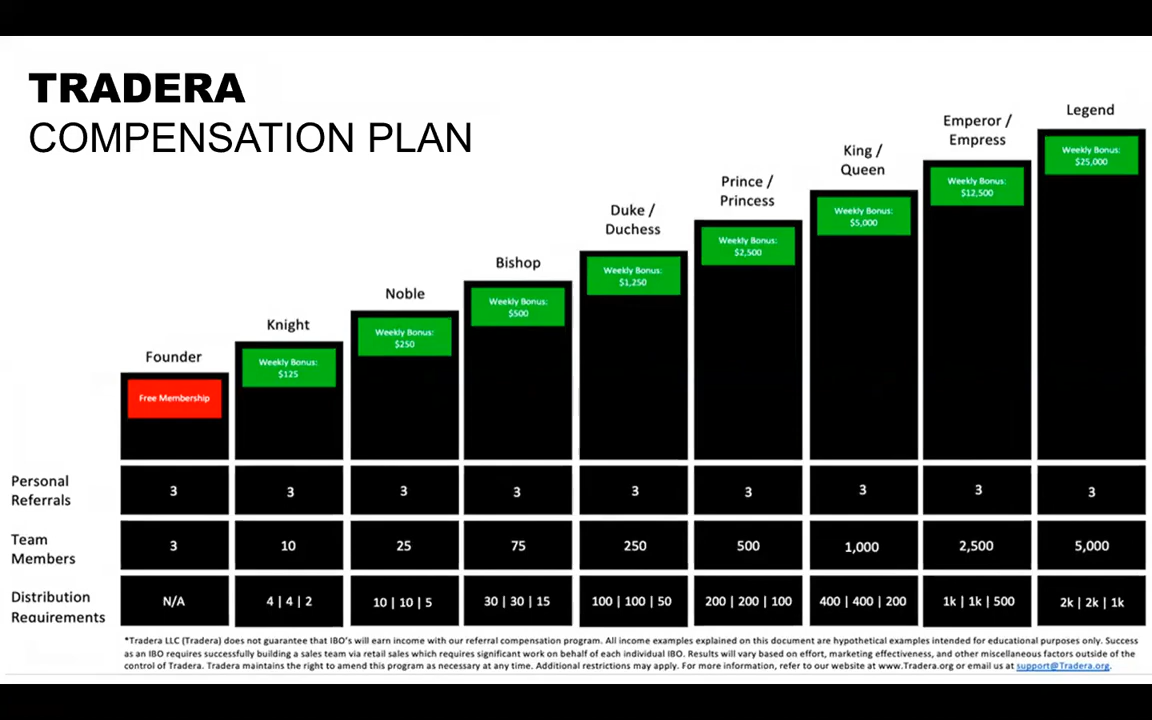 TRADERA
COMPENSATION PLAN
Founder
Free Membership
Knight
Weekly Bonus:
$125
Noble
Weekly Bonus:
$250
Bishop
Weekly Bonus:
$500
Duke /
Duchess
Weekly Bonus:
$1,250
Prince /
Princess
Weekly Bonus:
$2,500
King /
Queen
Weekly Bonus:
$5,000
Emperor /
Empress
Weekly Bonus:
$12,500
Legend
Weekly Bonus:
$25,000
Personal
Referrals
3 3 3 3 3 3 3 3 3
Team
Members
3 10 25 75 250 500 1,000 2,500 5,000
Distribution
Requirements
N/A 4 | 4 | 2 10 | 10 | 5 30 | 30 | 15 100 | 100 | 50 200 | 200 | 100 400 | 400 | 200 1k | 1k | 500 2k | 2k | 1k
*Tradera LLC (Tradera) does not guarantee that IBO's will earn income with our referral compensation program. All income examples explained on this document are hypothetical examples intended for educational purposes only. Success
as an IBO requires successfully building a sales team via retail sales which requires significant work on behalf of each individual IBO. Results will vary based on effort, marketing effectiveness, and other miscellaneous factors outside of the
control of Tradera. Tradera maintains the right to amend this program as necessary at any time. Additional restrictions may apply. For more information, refer to our website at www.Tradera.org or email us at support@Tradera.org.